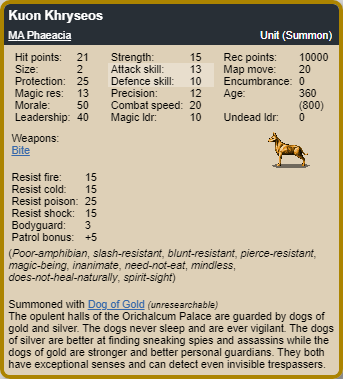 Kuon Khryseos
MA Phaeacia Unit (Summon)
Hit points: 21 Strength: 15 Rec points: 10000
Size: 2 Attack skill: 13 Map move: 20
Protection: 25 Defence skill: 10 Encumbrance: 0
Magic res: 13 Precision: 12 Age: 360
Morale: 50 Combat speed: 20 (800)
Leadership: 40 Magic ldr: 10 Undead ldr: 0
Weapons:
Bite
Resist fire: 15
Resist cold: 15
Resist poison: 25
Resist shock: 15
Bodyguard: 3
Patrol bonus: +5
(Poor-amphibian, slash-resistant, blunt-resistant, pierce-resistant,
magic-being, inanimate, need-not-eat, mindless,
does-not-heal-naturally, spirit-sight)
Summoned with Dog of Gold (unresearchable)
The opulent halls of the Orichalcum Palace are guarded by dogs of
gold and silver. The dogs never sleep and are ever vigilant. The dogs
of silver are better at finding sneaking spies and assassins while the
dogs of gold are stronger and better personal guardians. They both
have exceptional senses and can detect even invisible trespassers.